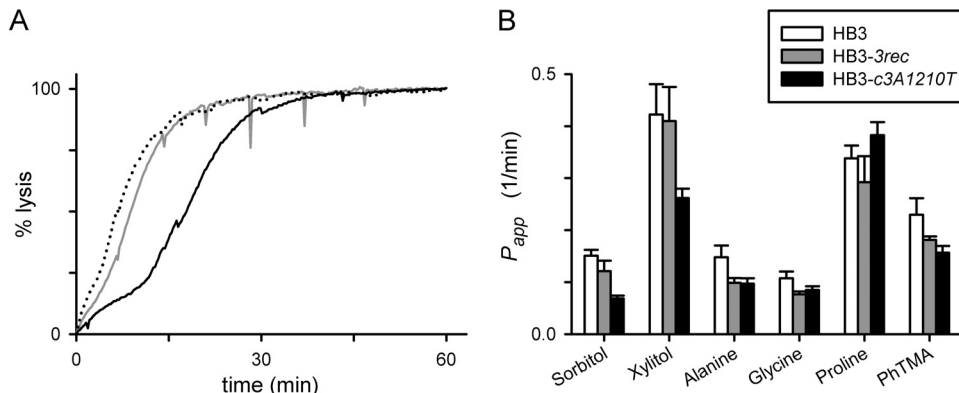 A
% lysis
100
0
0
30
60
time (min)
B
HB3
HB3-3rec
HB3-c3A1210T
Papp (1/min)
0.5
0.0
Sorbitol
Xylitol
Alanine
Glycine
Proline
PhTMA